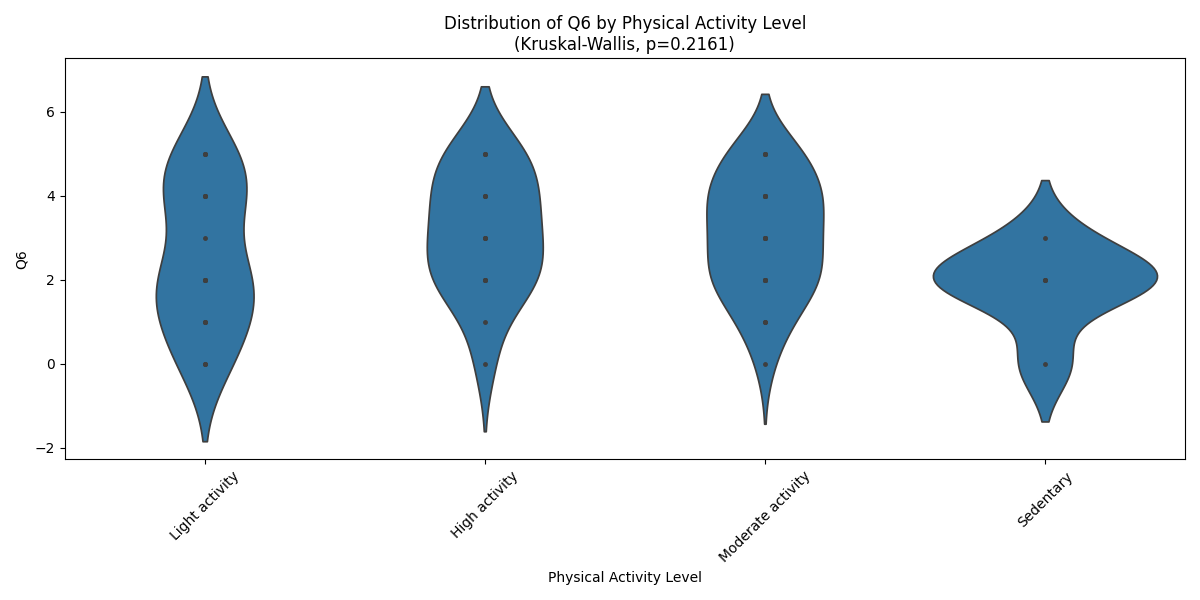 Distribution of Q6 by Physical Activity Level
(Kruskal-Wallis, p=0.2161)
6
4
2
0
−2
Q6
Light activity
High activity
Moderate activity
Sedentary
Physical Activity Level